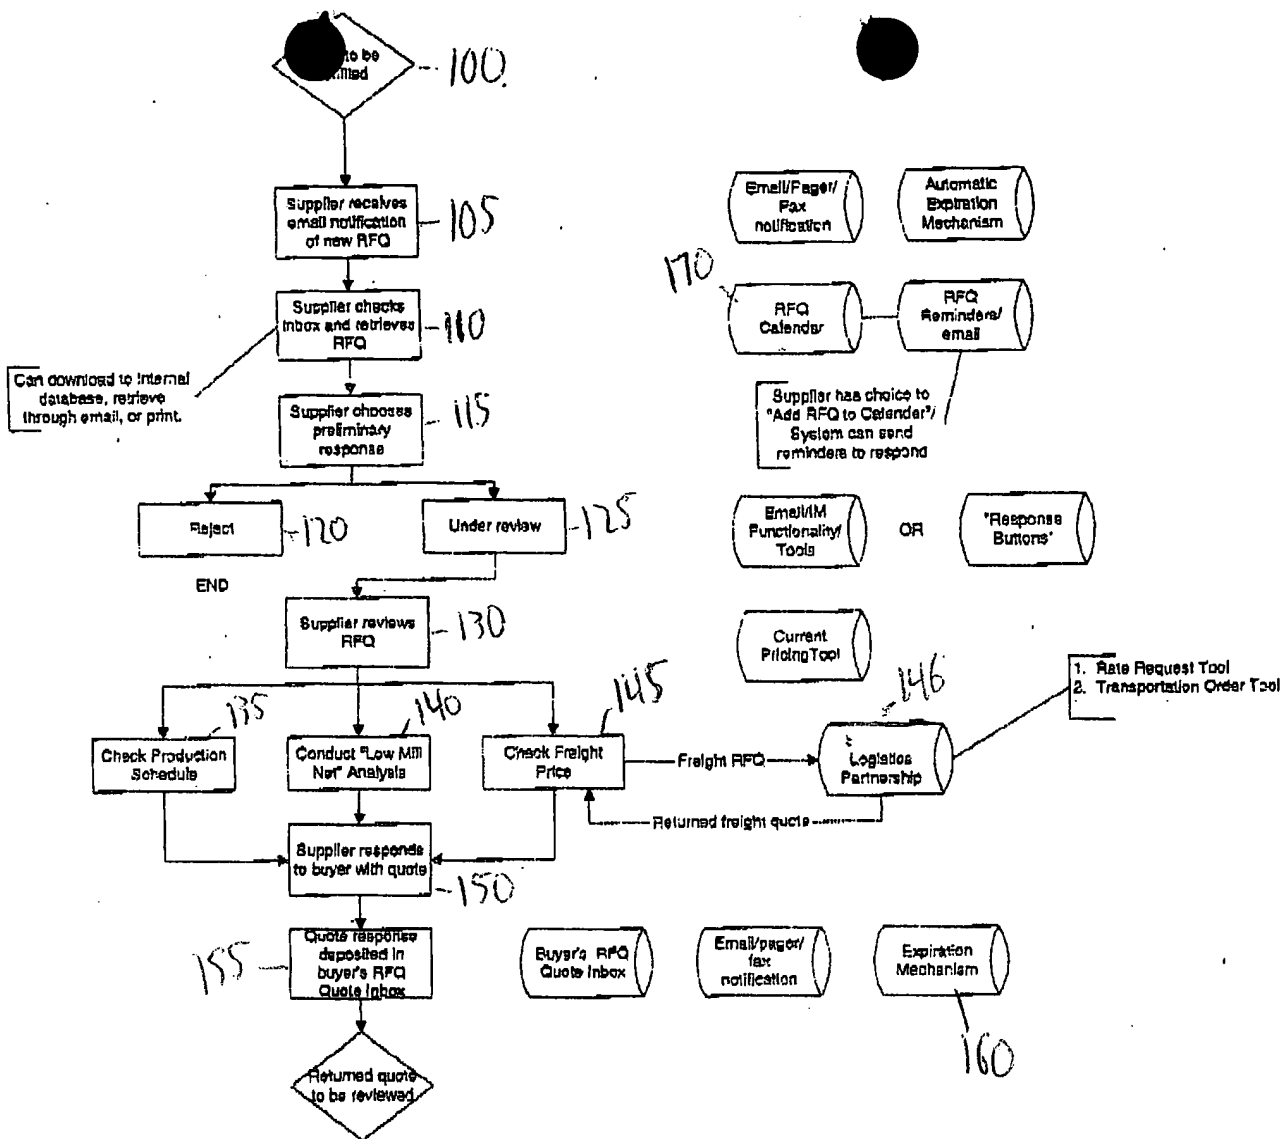 to be
100.
Supplier receives
email notification
of new RFQ
105
Email/Pager/
Fax
notification
Automatic
Expiration
Mechanism
170
Supplier checks
Inbox and retrieves
RFQ
110
RFQ
Calendar
RFQ
Reminders/
email
Can download to internal
database, retrieve
through email, or print.
Supplier chooses
preliminary
response
115
Supplier has choice to
"Add RFQ to Calender"/
System can send
reminders to respond
Reject
120
Under review
125
Email/IM
Functionality/
Tools
OR
"Response
Buttons"
END
Supplier reviews
RFQ
130
Current
Pricing Tool
1. Rate Request Tool
2. Transportation Order Tool
135
140
145
146
Check Production
Schedule
Conduct "Low Mill
Net" Analysis
Check Freight
Price
Freight RFQ
Logistics
Partnership
Returned freight quote
Supplier responds
to buyer with quote
150
155
Quote response
deposited in
buyer's RFQ
Quote Inbox
Buyer's RFQ
Quote Inbox
Email/pager/
fax
notification
Expiration
Mechanism
160
Returned quote
to be reviewed